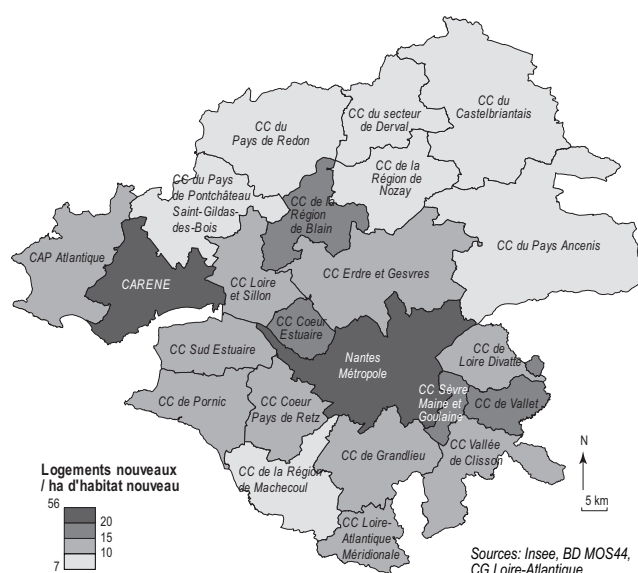 CC du
Castelbriantais
CC du secteur
de Derval
CC du
Pays de Redon
CC de la
Région de
Nozay
CC du Pays
de Pontchâteau
Saint-Gildas-
des-Bois
CC de la
Région
de Blain
CC du Pays Ancenis
CAP Atlantique
CARENE
CC Loire
et Sillon
CC Erdre et Gesvres
CC Coeur
Estuaire
CC Sud Estuaire
Nantes
Métropole
CC de
Loire Divatte
CC Sèvre
Maine et
Goulaine
CC de Vallet
CC de Pornic
CC Coeur
Pays de Retz
CC de Grandlieu
CC Vallée
de Clisson
CC de la Région
de Machecoul
CC Loire-
Atlantique
Méridionale
Logements nouveaux
/ ha d'habitat nouveau
56
20
15
10
7
N
5 km
Sources: Insee, BD MOS44,
CG Loire-Atlantique